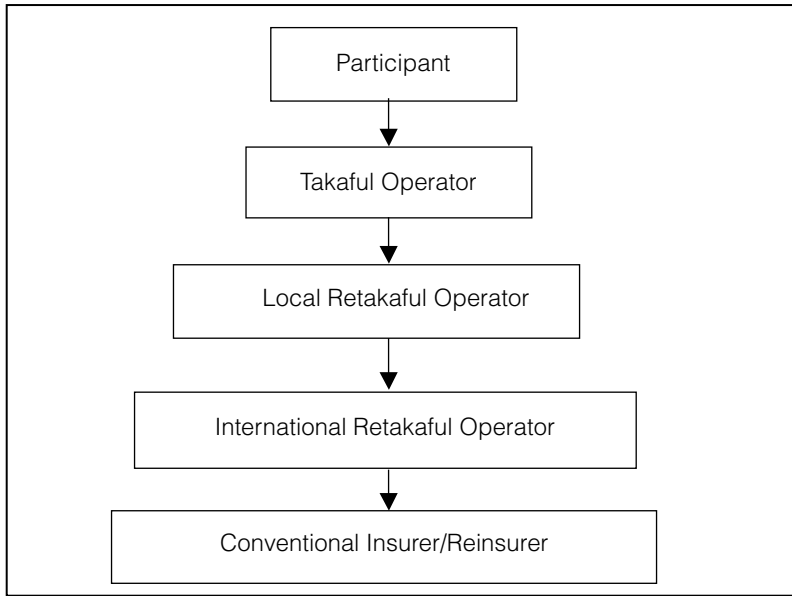 Participant
Takaful Operator
Local Retakaful Operator
International Retakaful Operator
Conventional Insurer/Reinsurer